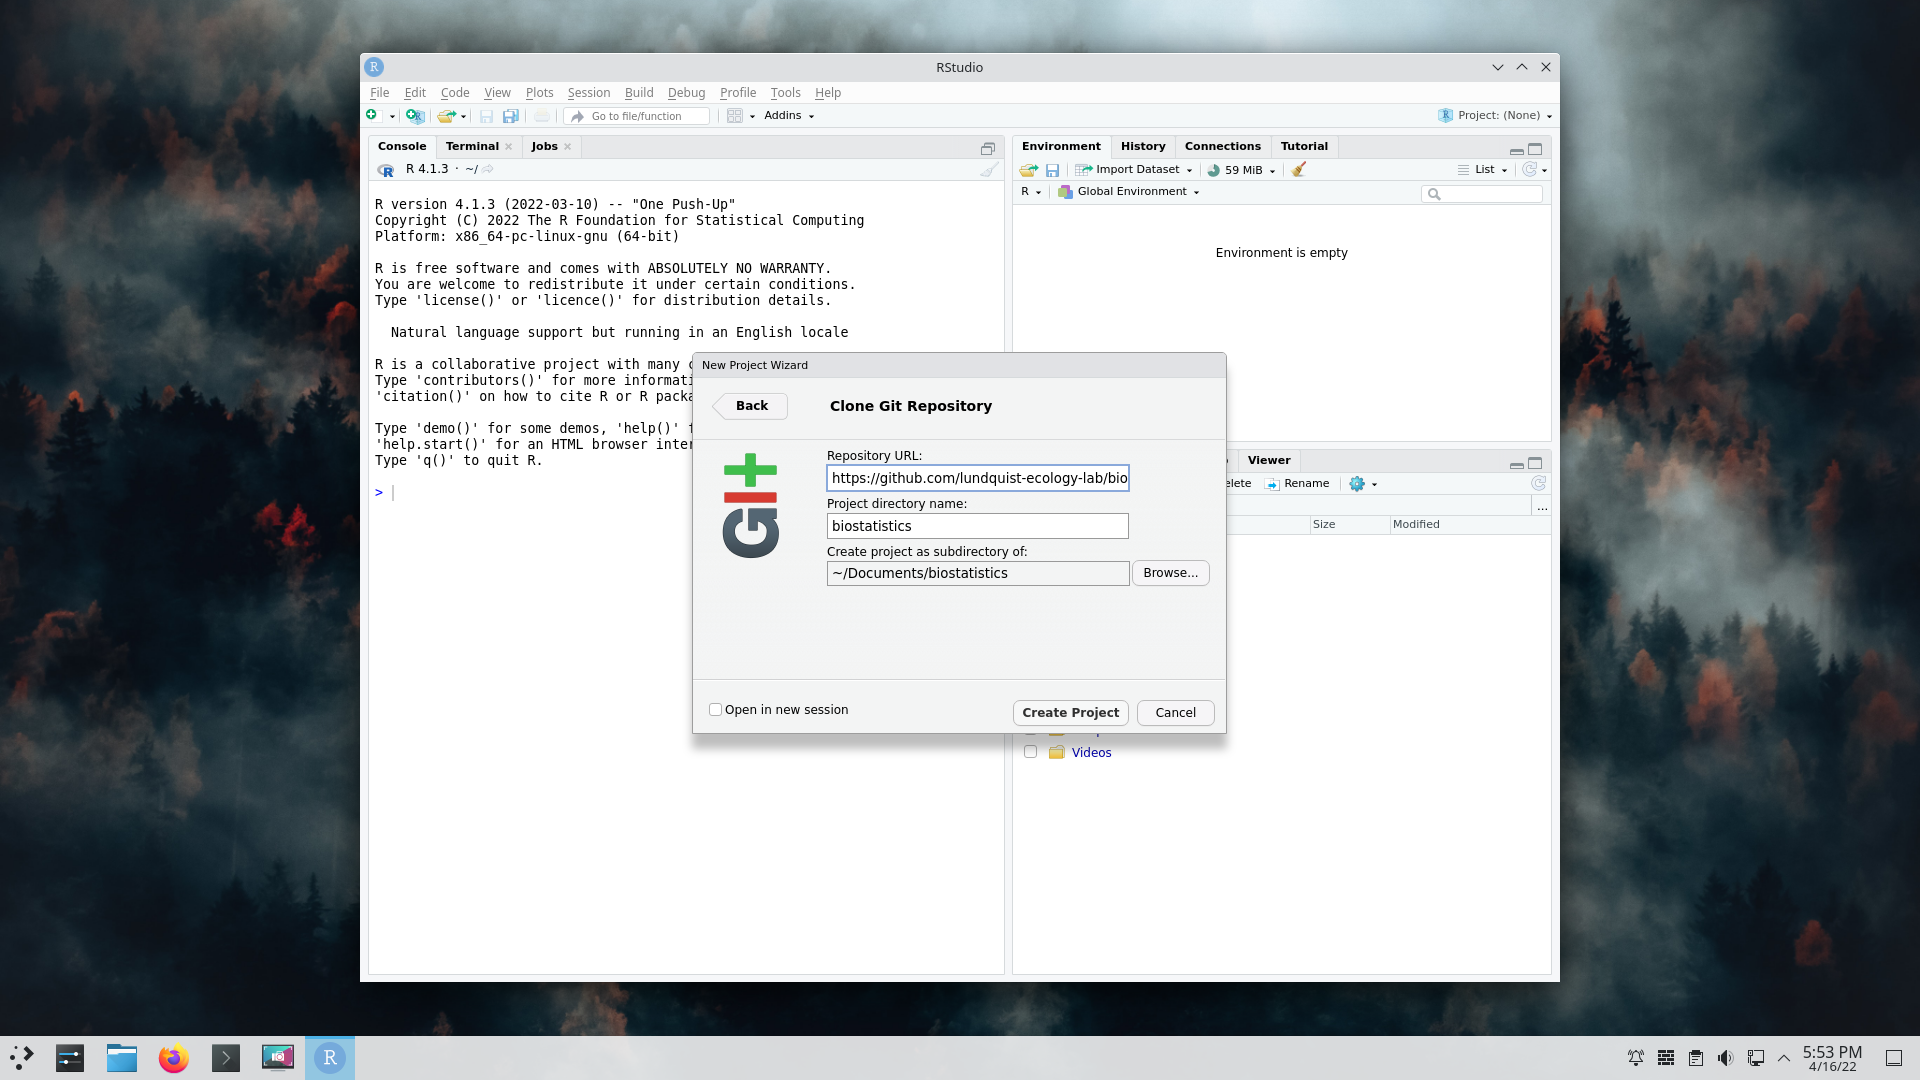 RStudio
File Edit Code View Plots Session Build Debug Profile Tools Help
Go to file/function Addins Project: (None)
Console Terminal Jobs
R 4.1.3 · ~/
R version 4.1.3 (2022-03-10) -- "One Push-Up"
Copyright (C) 2022 The R Foundation for Statistical Computing
Platform: x86_64-pc-linux-gnu (64-bit)
R is free software and comes with ABSOLUTELY NO WARRANTY.
You are welcome to redistribute it under certain conditions.
Type 'license()' or 'licence()' for distribution details.
Natural language support but running in an English locale
R is a collaborative project with many
Type 'contributors()' for more
'citation()' on how to cite R or R
Type 'demo()' for some demos, 'help()'
'help.start()' for an HTML browser
Type 'q()' to quit R.
>
Environment History Connections Tutorial
Import Dataset 59 MiB List
R Global Environment
Environment is empty
Viewer
Rename
...
Size Modified
Videos
New Project Wizard
Back Clone Git Repository
Git
Repository URL:
https://github.com/lundquist-ecology-lab/bio
Project directory name:
biostatistics
Create project as subdirectory of:
~/Documents/biostatistics Browse...
Open in new session Create Project Cancel
5:53 PM
4/16/22